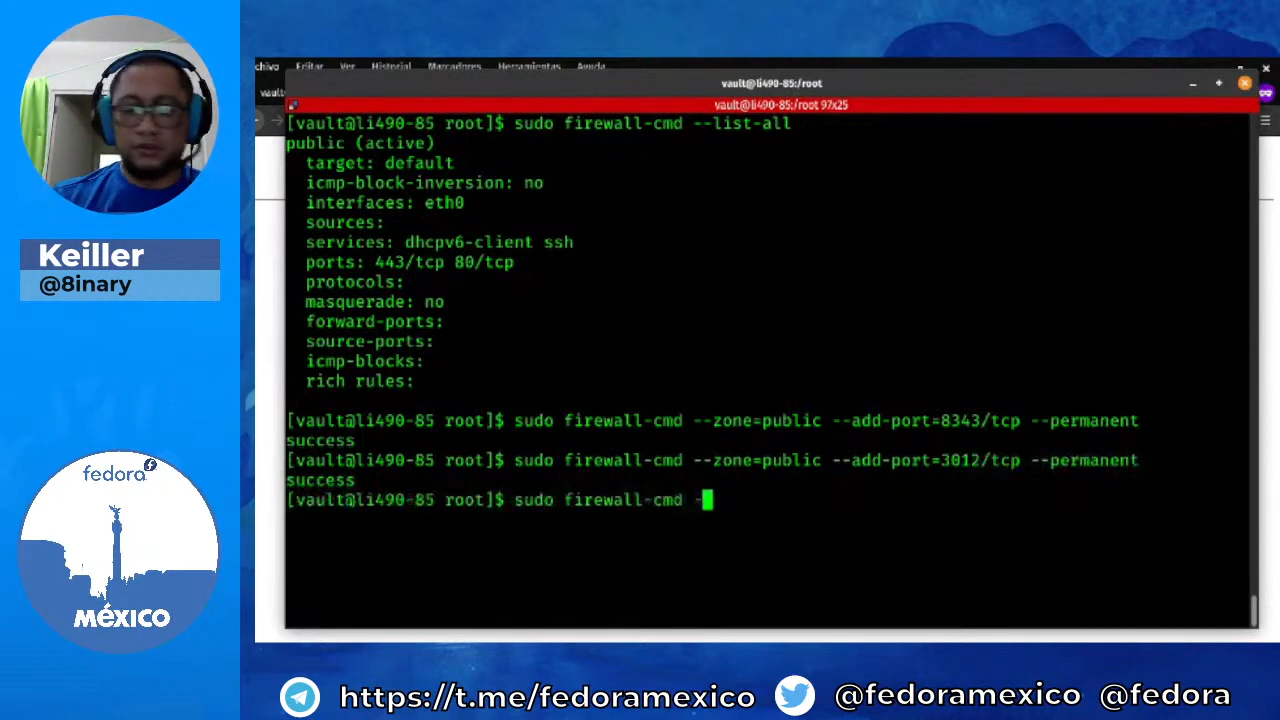 Keiller
@8inary
fedora
MÉXICO
chivo Editar Ver Historial Marcadores Herramientas Ayuda
vault
vault@li490-85:/root
vault@li490-85:/root 97x25
[vault@li490-85 root]$ sudo firewall-cmd --list-all
public (active)
target: default
icmp-block-inversion: no
interfaces: eth0
sources:
services: dhcpv6-client ssh
ports: 443/tcp 80/tcp
protocols:
masquerade: no
forward-ports:
source-ports:
icmp-blocks:
rich rules:
[vault@li490-85 root]$ sudo firewall-cmd --zone=public --add-port=8343/tcp --permanent
success
[vault@li490-85 root]$ sudo firewall-cmd --zone=public --add-port=3012/tcp --permanent
success
[vault@li490-85 root]$ sudo firewall-cmd -
https://t.me/fedoramexico @fedoramexico @fedora